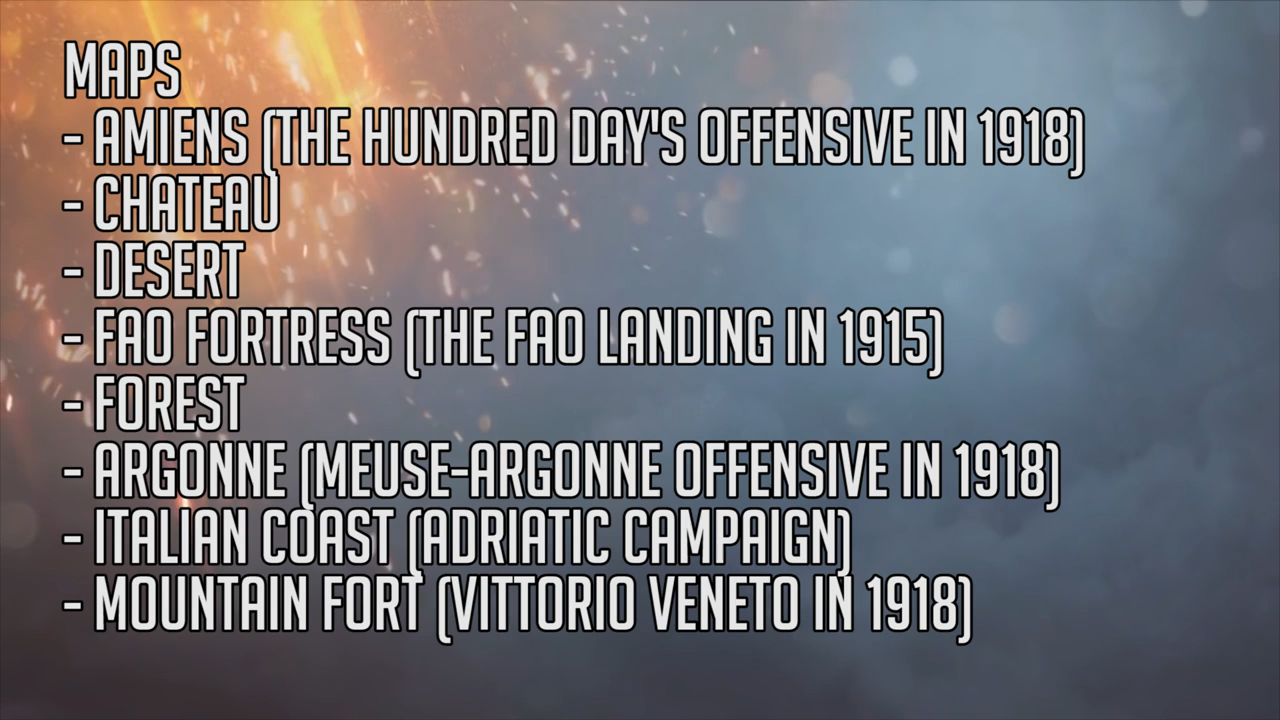 MAPS
- AMIENS (THE HUNDRED DAY'S OFFENSIVE IN 1918)
- CHATEAU
- DESERT
- FAO FORTRESS (THE FAO LANDING IN 1915)
- FOREST
- ARGONNE (MEUSE-ARGONNE OFFENSIVE IN 1918)
- ITALIAN COAST (ADRIATIC CAMPAIGN)
- MOUNTAIN FORT (VITTORIO VENETO IN 1918)